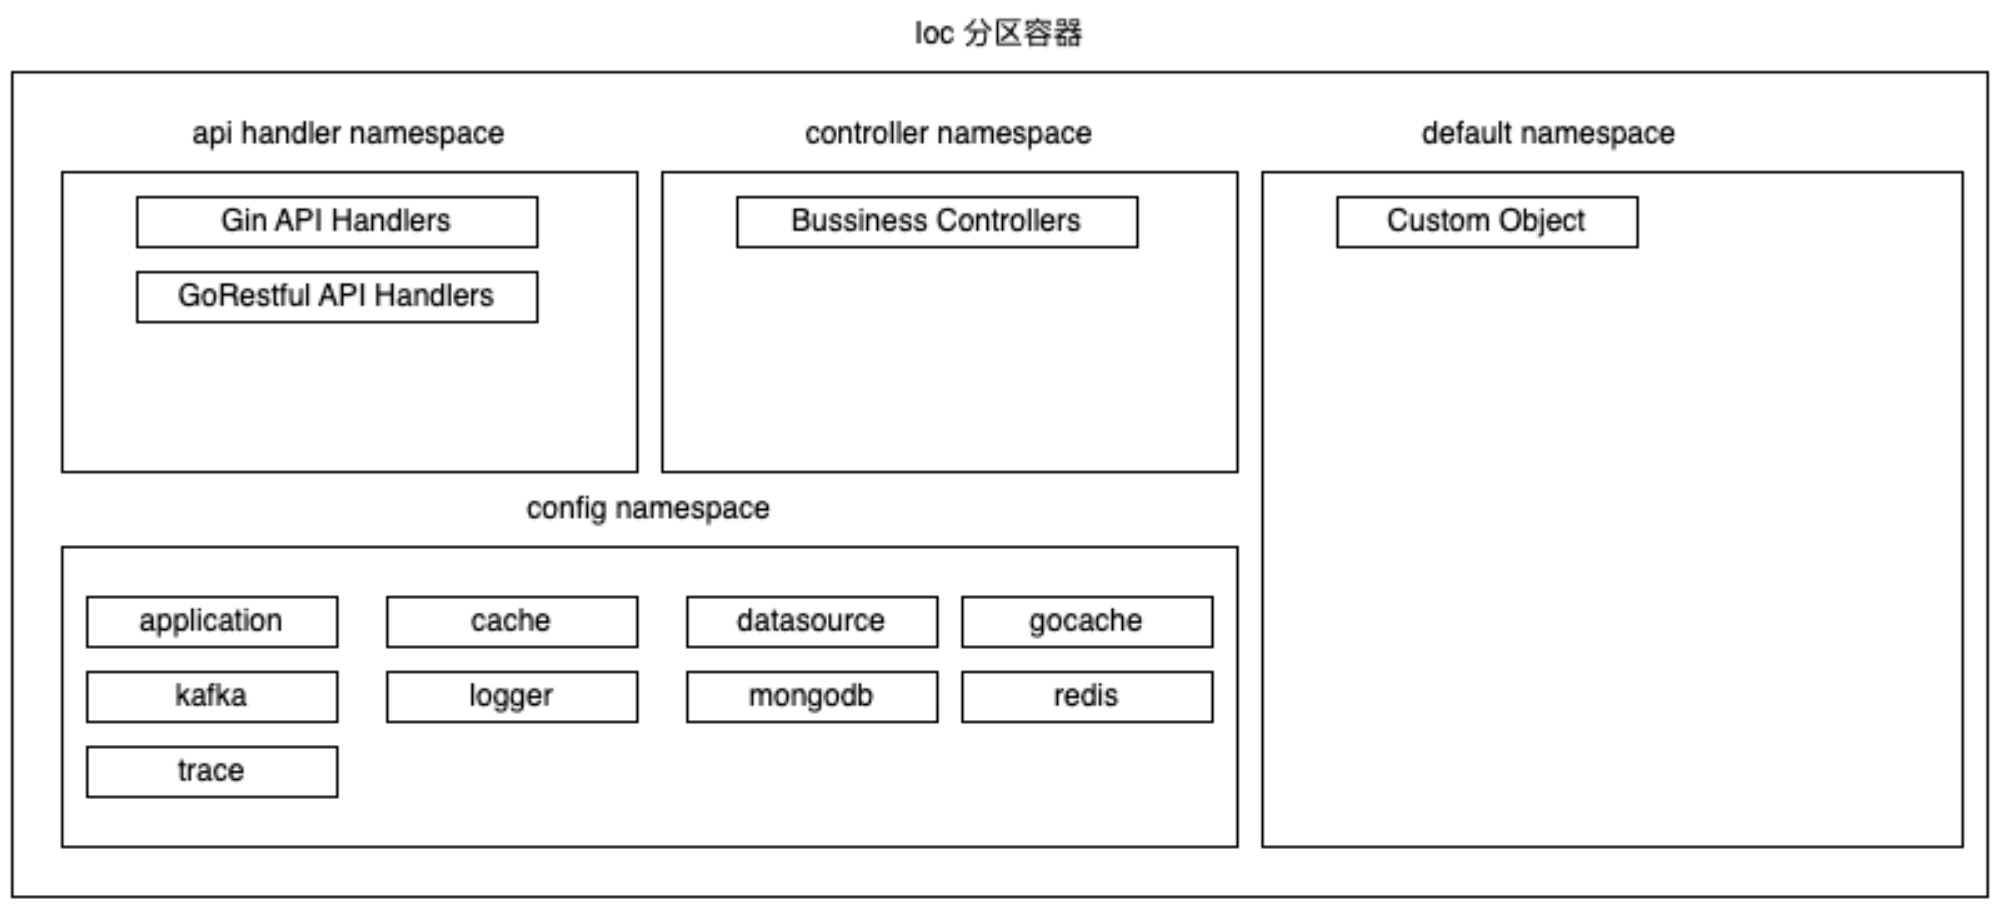 Ioc 分区容器
api handler namespace
controller namespace
default namespace
Gin API Handlers
Bussiness Controllers
Custom Object
GoRestful API Handlers
config namespace
application
cache
datasource
gocache
kafka
logger
mongodb
redis
trace